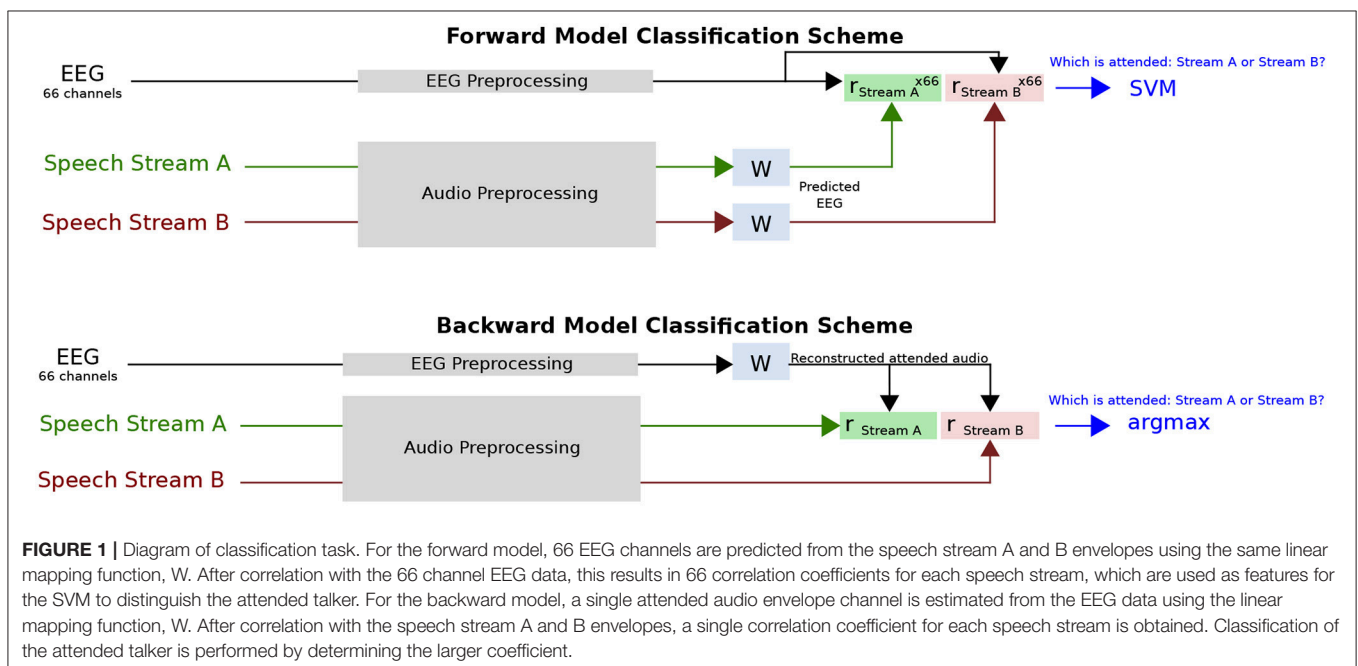 Forward Model Classification Scheme
EEG
66 channels
EEG Preprocessing
r Stream A x66
r Stream B x66
Which is attended: Stream A or Stream B?
SVM
Speech Stream A
Speech Stream B
Audio Preprocessing
W
W
Predicted
EEG
Backward Model Classification Scheme
EEG
66 channels
EEG Preprocessing
W
Reconstructed attended audio
Speech Stream A
Speech Stream B
Audio Preprocessing
r Stream A
r Stream B
Which is attended: Stream A or Stream B?
argmax
FIGURE 1 | Diagram of classification task. For the forward model, 66 EEG channels are predicted from the speech stream A and B envelopes using the same linear
mapping function, W. After correlation with the 66 channel EEG data, this results in 66 correlation coefficients for each speech stream, which are used as features for
the SVM to distinguish the attended talker. For the backward model, a single attended audio envelope channel is estimated from the EEG data using the linear
mapping function, W. After correlation with the speech stream A and B envelopes, a single correlation coefficient for each speech stream is obtained. Classification of
the attended talker is performed by determining the larger coefficient.